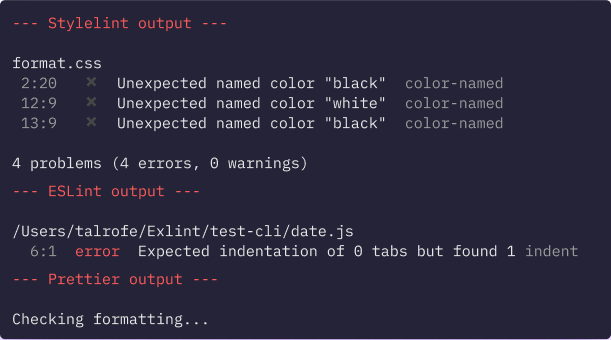 --- Stylelint output ---
format.css
2:20 ✖ Unexpected named color "black" color-named
12:9 ✖ Unexpected named color "white" color-named
13:9 ✖ Unexpected named color "black" color-named
4 problems (4 errors, 0 warnings)
--- ESLint output ---
/Users/talrofe/Exlint/test-cli/date.js
6:1 error Expected indentation of 0 tabs but found 1 indent
--- Prettier output ---
Checking formatting...